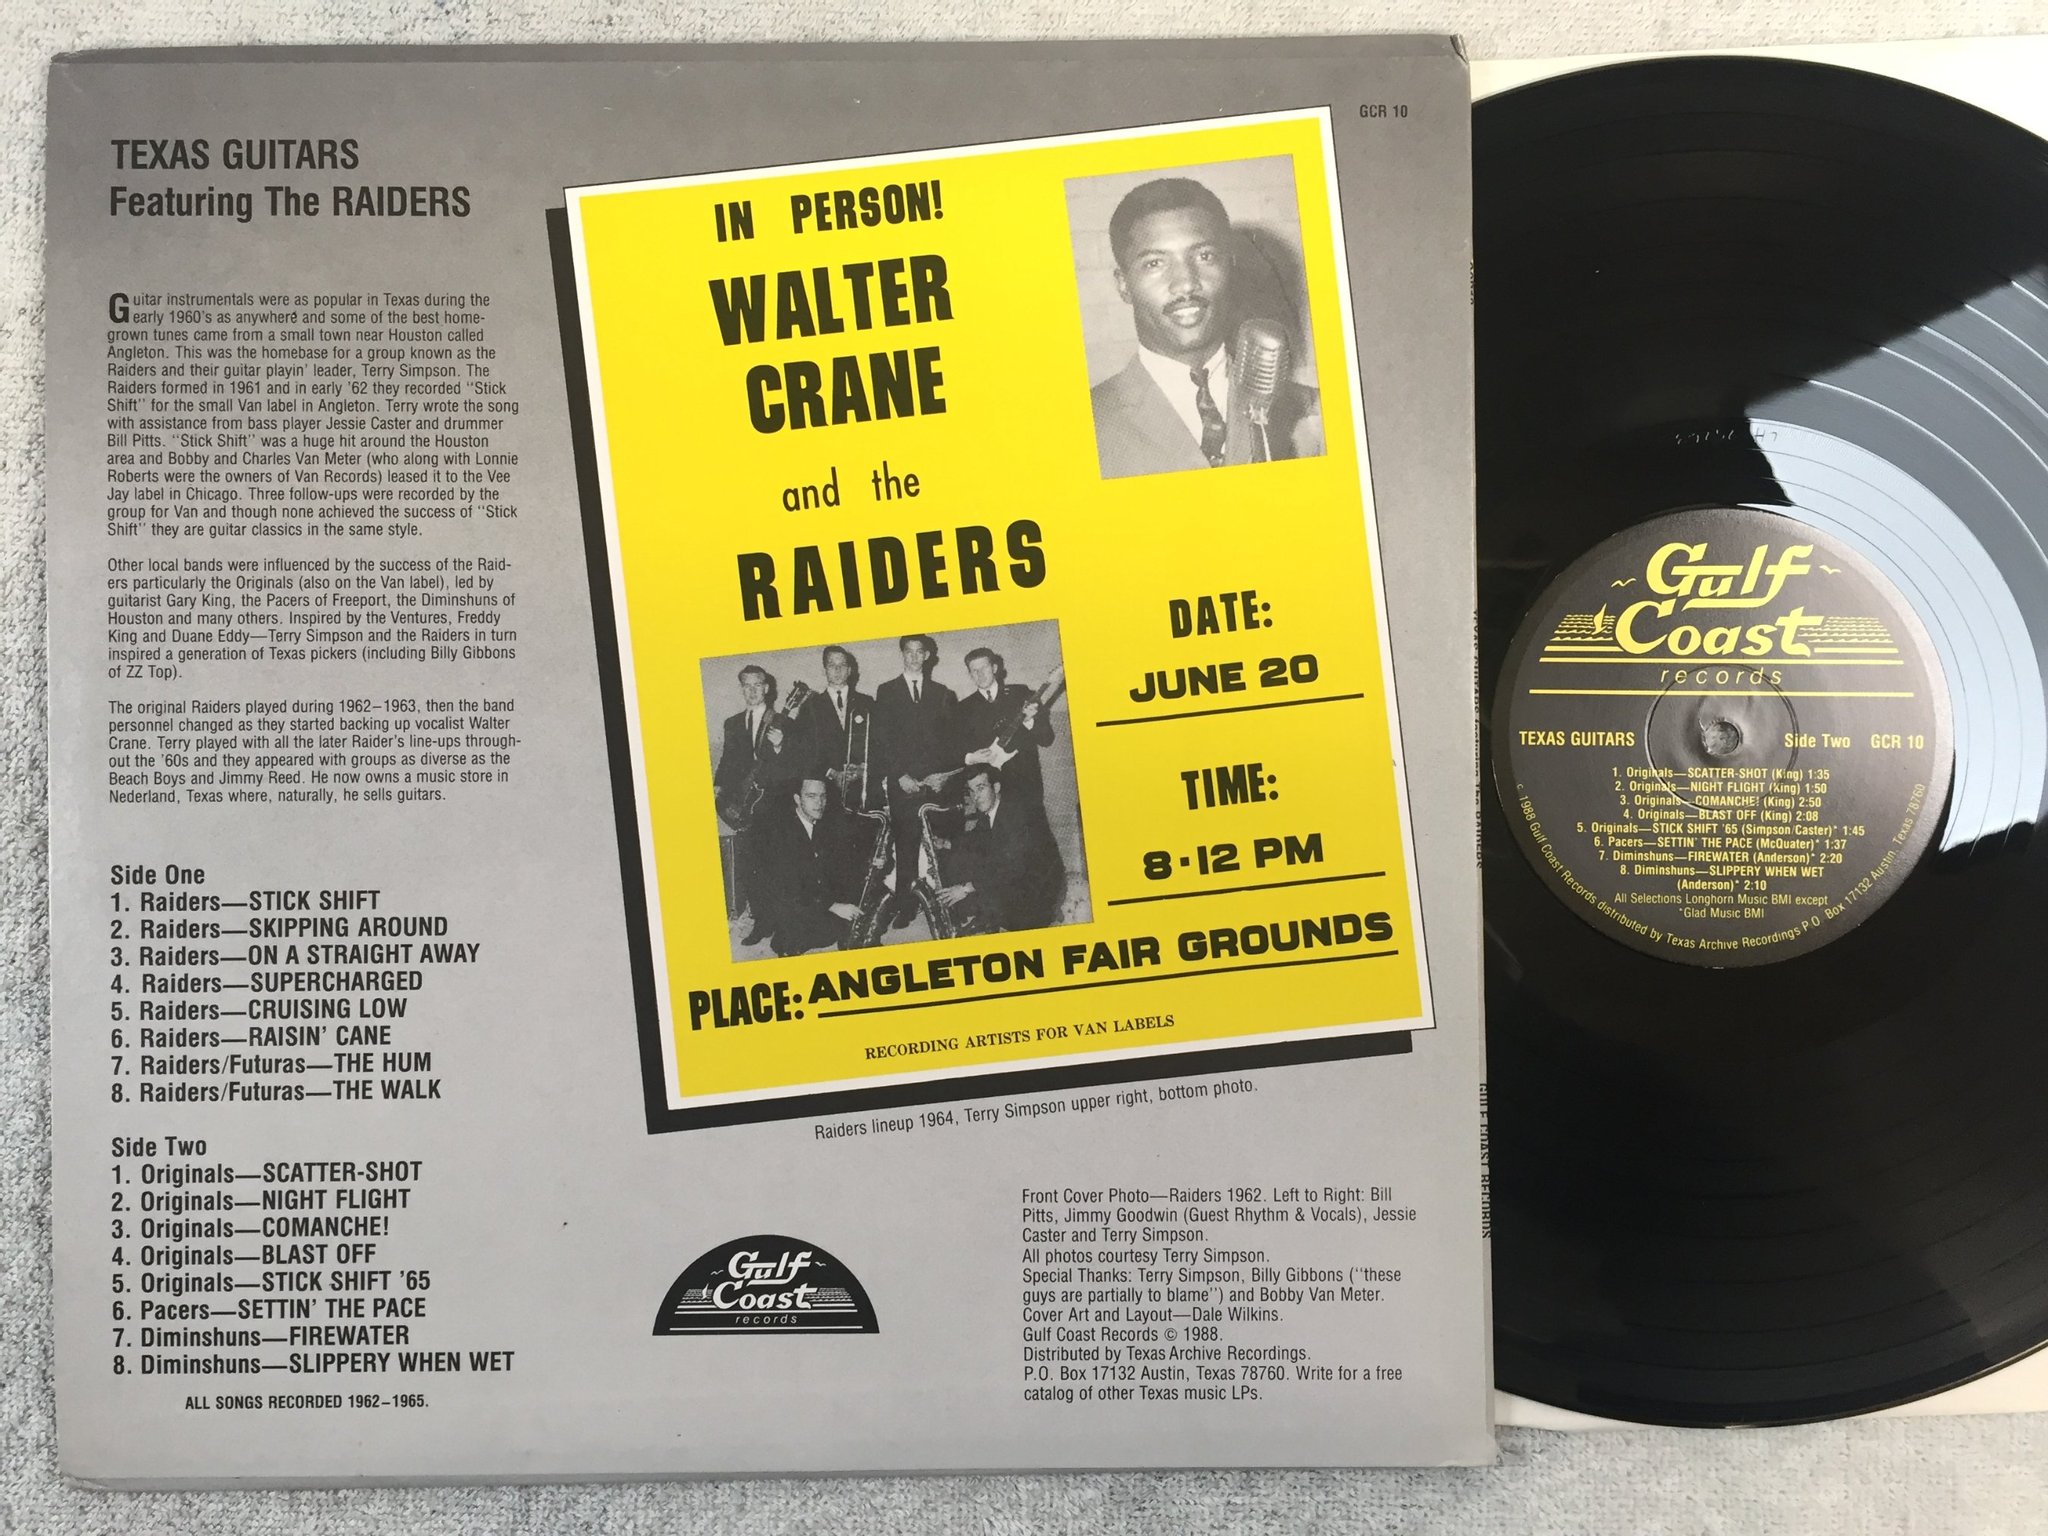 GCR 10
TEXAS GUITARS
Featuring The RAIDERS
Guitar instrumentals were as popular in Texas during the
early 1960's as anywhere and some of the best home-
grown tunes came from a small town near Houston called
Angleton. This was the homebase for a group known as the
Raiders and their guitar playin' leader, Terry Simpson. The
Raiders formed in 1961 and in early '62 they recorded "Stick
Shift" for the small Van label in Angleton. Terry wrote the song
with assistance from bass player Jessie Caster and drummer
Bill Pitts. "Stick Shift" was a huge hit around the Houston
area and Bobby and Charles Van Meter (who along with Lonnie
Roberts were the owners of Van Records) leased it to the Vee
Jay label in Chicago. Three follow-ups were recorded by the
group for Van and though none achieved the success of "Stick
Shift" they are guitar classics in the same style.
Other local bands were influenced by the success of the Raid-
ers particularly the Originals (also on the Van label), led by
guitarist Gary King, the Pacers of Freeport, the Diminshuns of
Houston and many others. Inspired by the Ventures, Freddy
King and Duane Eddy—Terry Simpson and the Raiders in turn
inspired a generation of Texas pickers (including Billy Gibbons
of ZZ Top).
The original Raiders played during 1962–1963, then the band
personnel changed as they started backing up vocalist Walter
Crane. Terry played with all the later Raider's line-ups through-
out the '60s and they appeared with groups as diverse as the
Beach Boys and Jimmy Reed. He now owns a music store in
Nederland, Texas where, naturally, he sells guitars.
Side One
1. Raiders—STICK SHIFT
2. Raiders—SKIPPING AROUND
3. Raiders—ON A STRAIGHT AWAY
4. Raiders—SUPERCHARGED
5. Raiders—CRUISING LOW
6. Raiders—RAISIN' CANE
7. Raiders/Futuras—THE HUM
8. Raiders/Futuras—THE WALK
Side Two
1. Originals—SCATTER-SHOT
2. Originals—NIGHT FLIGHT
3. Originals—COMANCHE!
4. Originals—BLAST OFF
5. Originals—STICK SHIFT '65
6. Pacers—SETTIN' THE PACE
7. Diminshuns—FIREWATER
8. Diminshuns—SLIPPERY WHEN WET
ALL SONGS RECORDED 1962–1965.
IN PERSON!
WALTER
CRANE
and the
RAIDERS
DATE:
JUNE 20
TIME:
8-12 PM
PLACE: ANGLETON FAIR GROUNDS
RECORDING ARTISTS FOR VAN LABELS
Raiders lineup 1964, Terry Simpson upper right, bottom photo.
Gulf
Coast
records
Front Cover Photo—Raiders 1962. Left to Right: Bill
Pitts, Jimmy Goodwin (Guest Rhythm & Vocals), Jessie
Caster and Terry Simpson.
All photos courtesy Terry Simpson.
Special Thanks: Terry Simpson, Billy Gibbons ("these
guys are partially to blame") and Bobby Van Meter.
Cover Art and Layout—Dale Wilkins.
Gulf Coast Records © 1988.
Distributed by Texas Archive Recordings.
P.O. Box 17132 Austin, Texas 78760. Write for a free
catalog of other Texas music LPs.
GULF COAST RECORDS
Gulf
Coast
records
TEXAS GUITARS Side Two GCR 10
1. Originals—SCATTER-SHOT (King) 1:35
2. Originals—NIGHT FLIGHT (King) 1:50
3. Originals—COMANCHE! (King) 2:50
4. Originals—BLAST OFF (King) 2:08
5. Originals—STICK SHIFT '65 (Simpson/Caster)* 1:45
6. Pacers—SETTIN' THE PACE (McQuater)* 1:37
7. Diminshuns—FIREWATER (Anderson)* 2:20
8. Diminshuns—SLIPPERY WHEN WET
(Anderson)* 2:10
All Selections Longhorn Music BMI except
*Glad Music BMI
c 1988 Gulf Coast Records distributed by Texas Archive Recordings P.O. Box 17132 Austin, Texas 78760